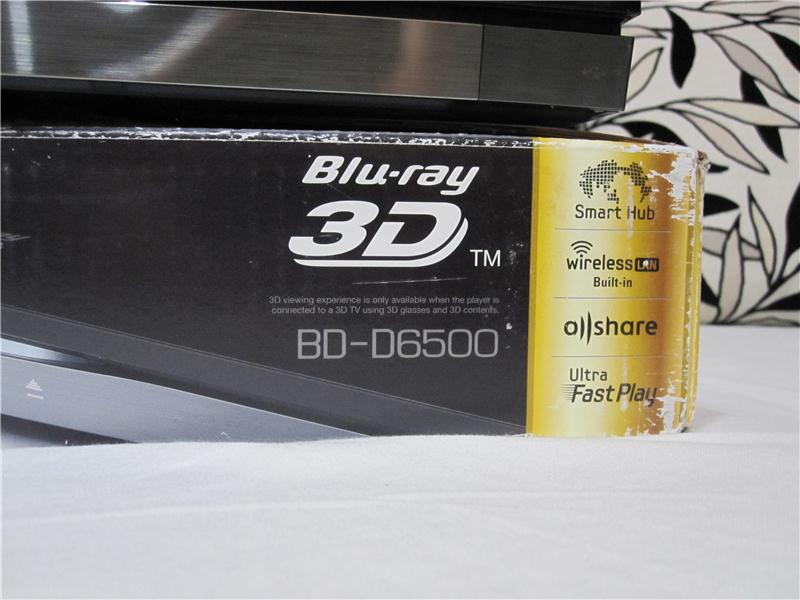 Blu-ray
3D TM
3D viewing experience is only available when the player is
connected to a 3D TV using 3D glasses and 3D contents.
BD-D6500
Smart Hub
wireless LAN
Built-in
allshare
Ultra
Fast Play